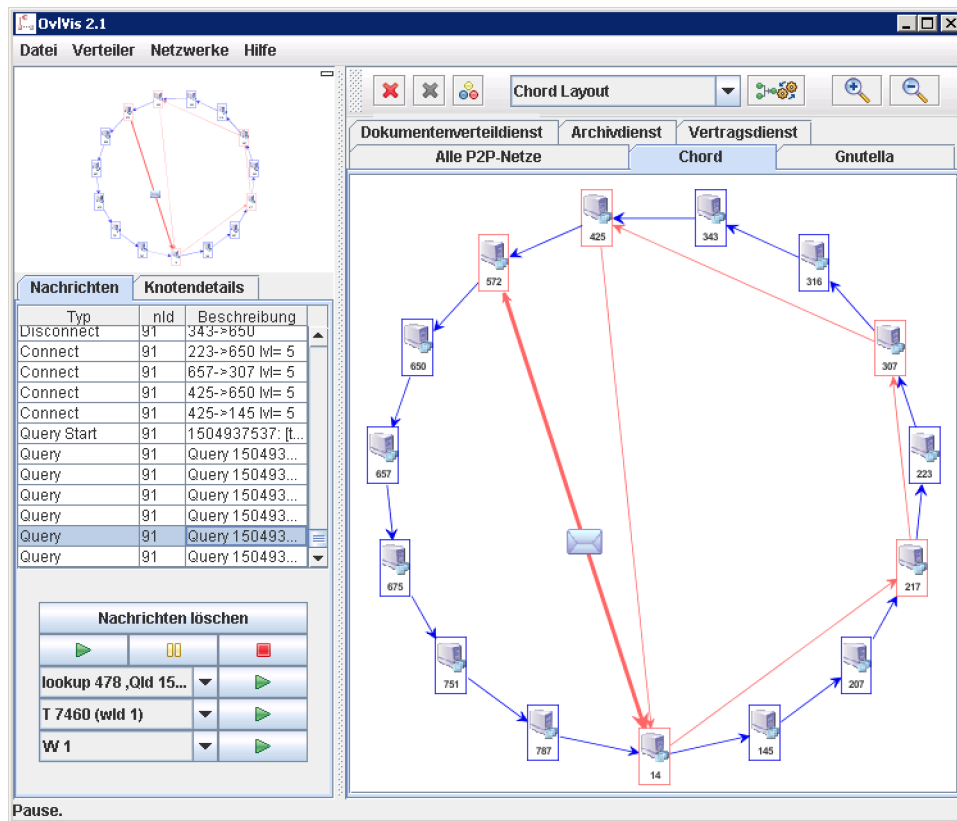 OvlVis 2.1
Datei Verteiler Netzwerke Hilfe
Chord Layout
Dokumentenverteildienst Archivdienst Vertragsdienst
Alle P2P-Netze Chord Gnutella
Nachrichten Knotendetails
Typ nId Beschreibung
Disconnect 91 343->650
Connect 91 223->650 lvl= 5
Connect 91 657->307 lvl= 5
Connect 91 425->650 lvl= 5
Connect 91 425->145 lvl= 5
Query Start 91 1504937537: [t...
Query 91 Query 150493...
Query 91 Query 150493...
Query 91 Query 150493...
Query 91 Query 150493...
Query 91 Query 150493...
Query 91 Query 150493...
Nachrichten löschen
lookup 478 ,QId 15...
T 7460 (wId 1)
W 1
425
343
572
316
650
307
657
223
675
217
751
207
787
145
14
Pause.